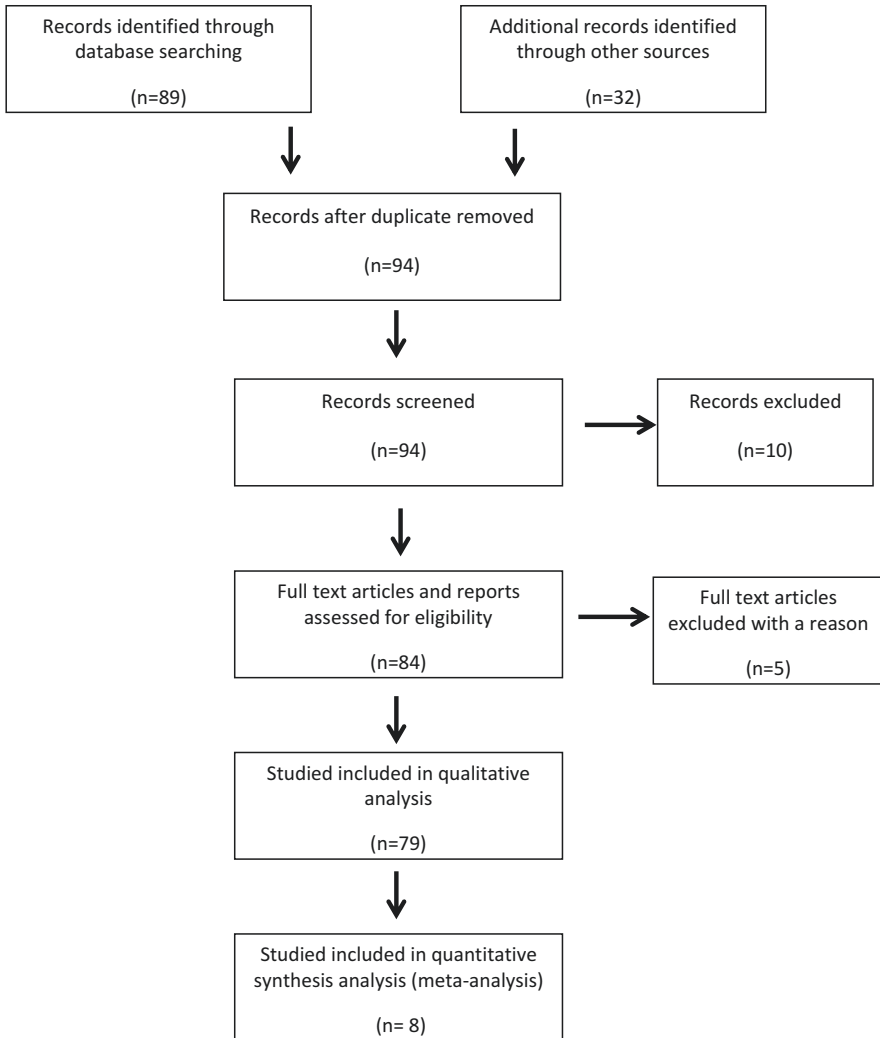 Records identified through
database searching
(n=89)
Additional records identified
through other sources
(n=32)
Records after duplicate removed
(n=94)
Records screened
(n=94)
Records excluded
(n=10)
Full text articles and reports
assessed for eligibility
(n=84)
Full text articles
excluded with a reason
(n=5)
Studied included in qualitative
analysis
(n=79)
Studied included in quantitative
synthesis analysis (meta-analysis)
(n= 8)